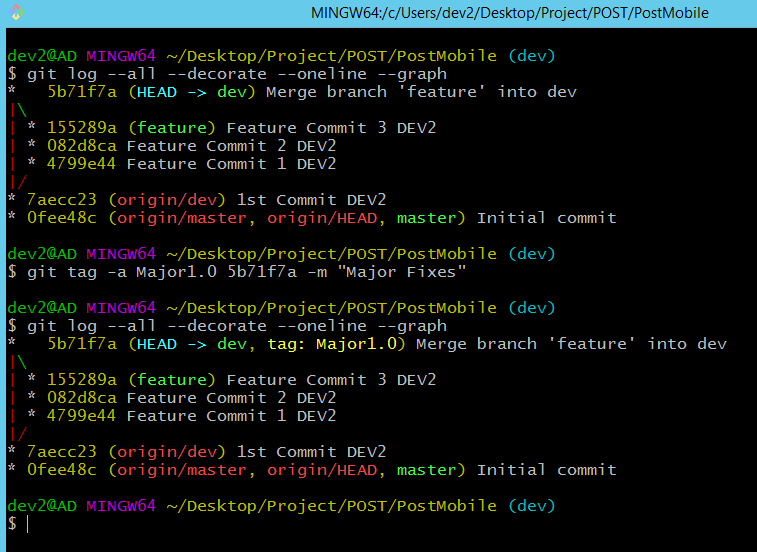 MINGW64:/c/Users/dev2/Desktop/Project/POST/PostMobile
dev2@AD MINGW64 ~/Desktop/Project/POST/PostMobile (dev)
$ git log --all --decorate --oneline --graph
*   5b71f7a (HEAD -> dev) Merge branch 'feature' into dev
|\
| * 155289a (feature) Feature Commit 3 DEV2
| * 082d8ca Feature Commit 2 DEV2
| * 4799e44 Feature Commit 1 DEV2
|/
* 7aecc23 (origin/dev) 1st Commit DEV2
* 0fee48c (origin/master, origin/HEAD, master) Initial commit
dev2@AD MINGW64 ~/Desktop/Project/POST/PostMobile (dev)
$ git tag -a Major1.0 5b71f7a -m "Major Fixes"
dev2@AD MINGW64 ~/Desktop/Project/POST/PostMobile (dev)
$ git log --all --decorate --oneline --graph
*   5b71f7a (HEAD -> dev, tag: Major1.0) Merge branch 'feature' into dev
|\
| * 155289a (feature) Feature Commit 3 DEV2
| * 082d8ca Feature Commit 2 DEV2
| * 4799e44 Feature Commit 1 DEV2
|/
* 7aecc23 (origin/dev) 1st Commit DEV2
* 0fee48c (origin/master, origin/HEAD, master) Initial commit
dev2@AD MINGW64 ~/Desktop/Project/POST/PostMobile (dev)
$